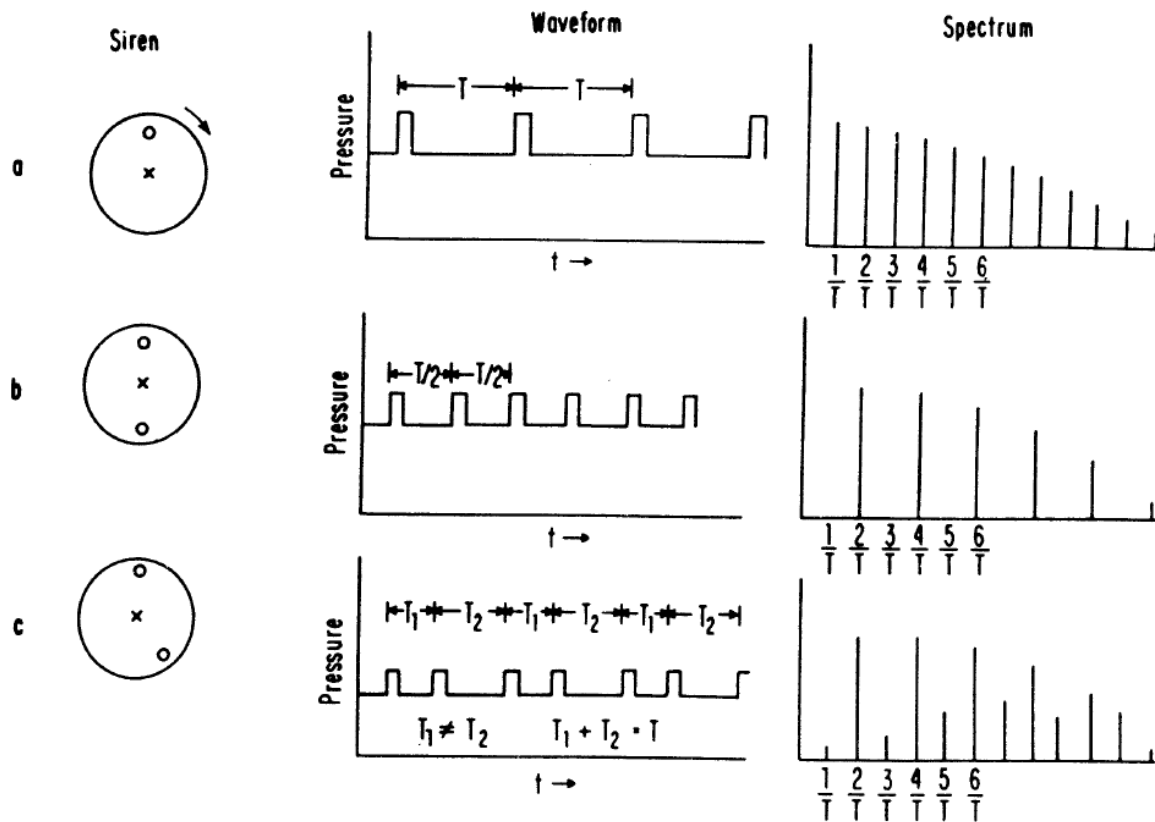 Siren Waveform Spectrum
a
Pressure
T T
t →
1/T 2/T 3/T 4/T 5/T 6/T
b
Pressure
T/2 T/2
t →
1/T 2/T 3/T 4/T 5/T 6/T
c
Pressure
T₁ T₂ T₁ T₂ T₁ T₂
T₁ ≠ T₂ T₁ + T₂ = T
t →
1/T 2/T 3/T 4/T 5/T 6/T